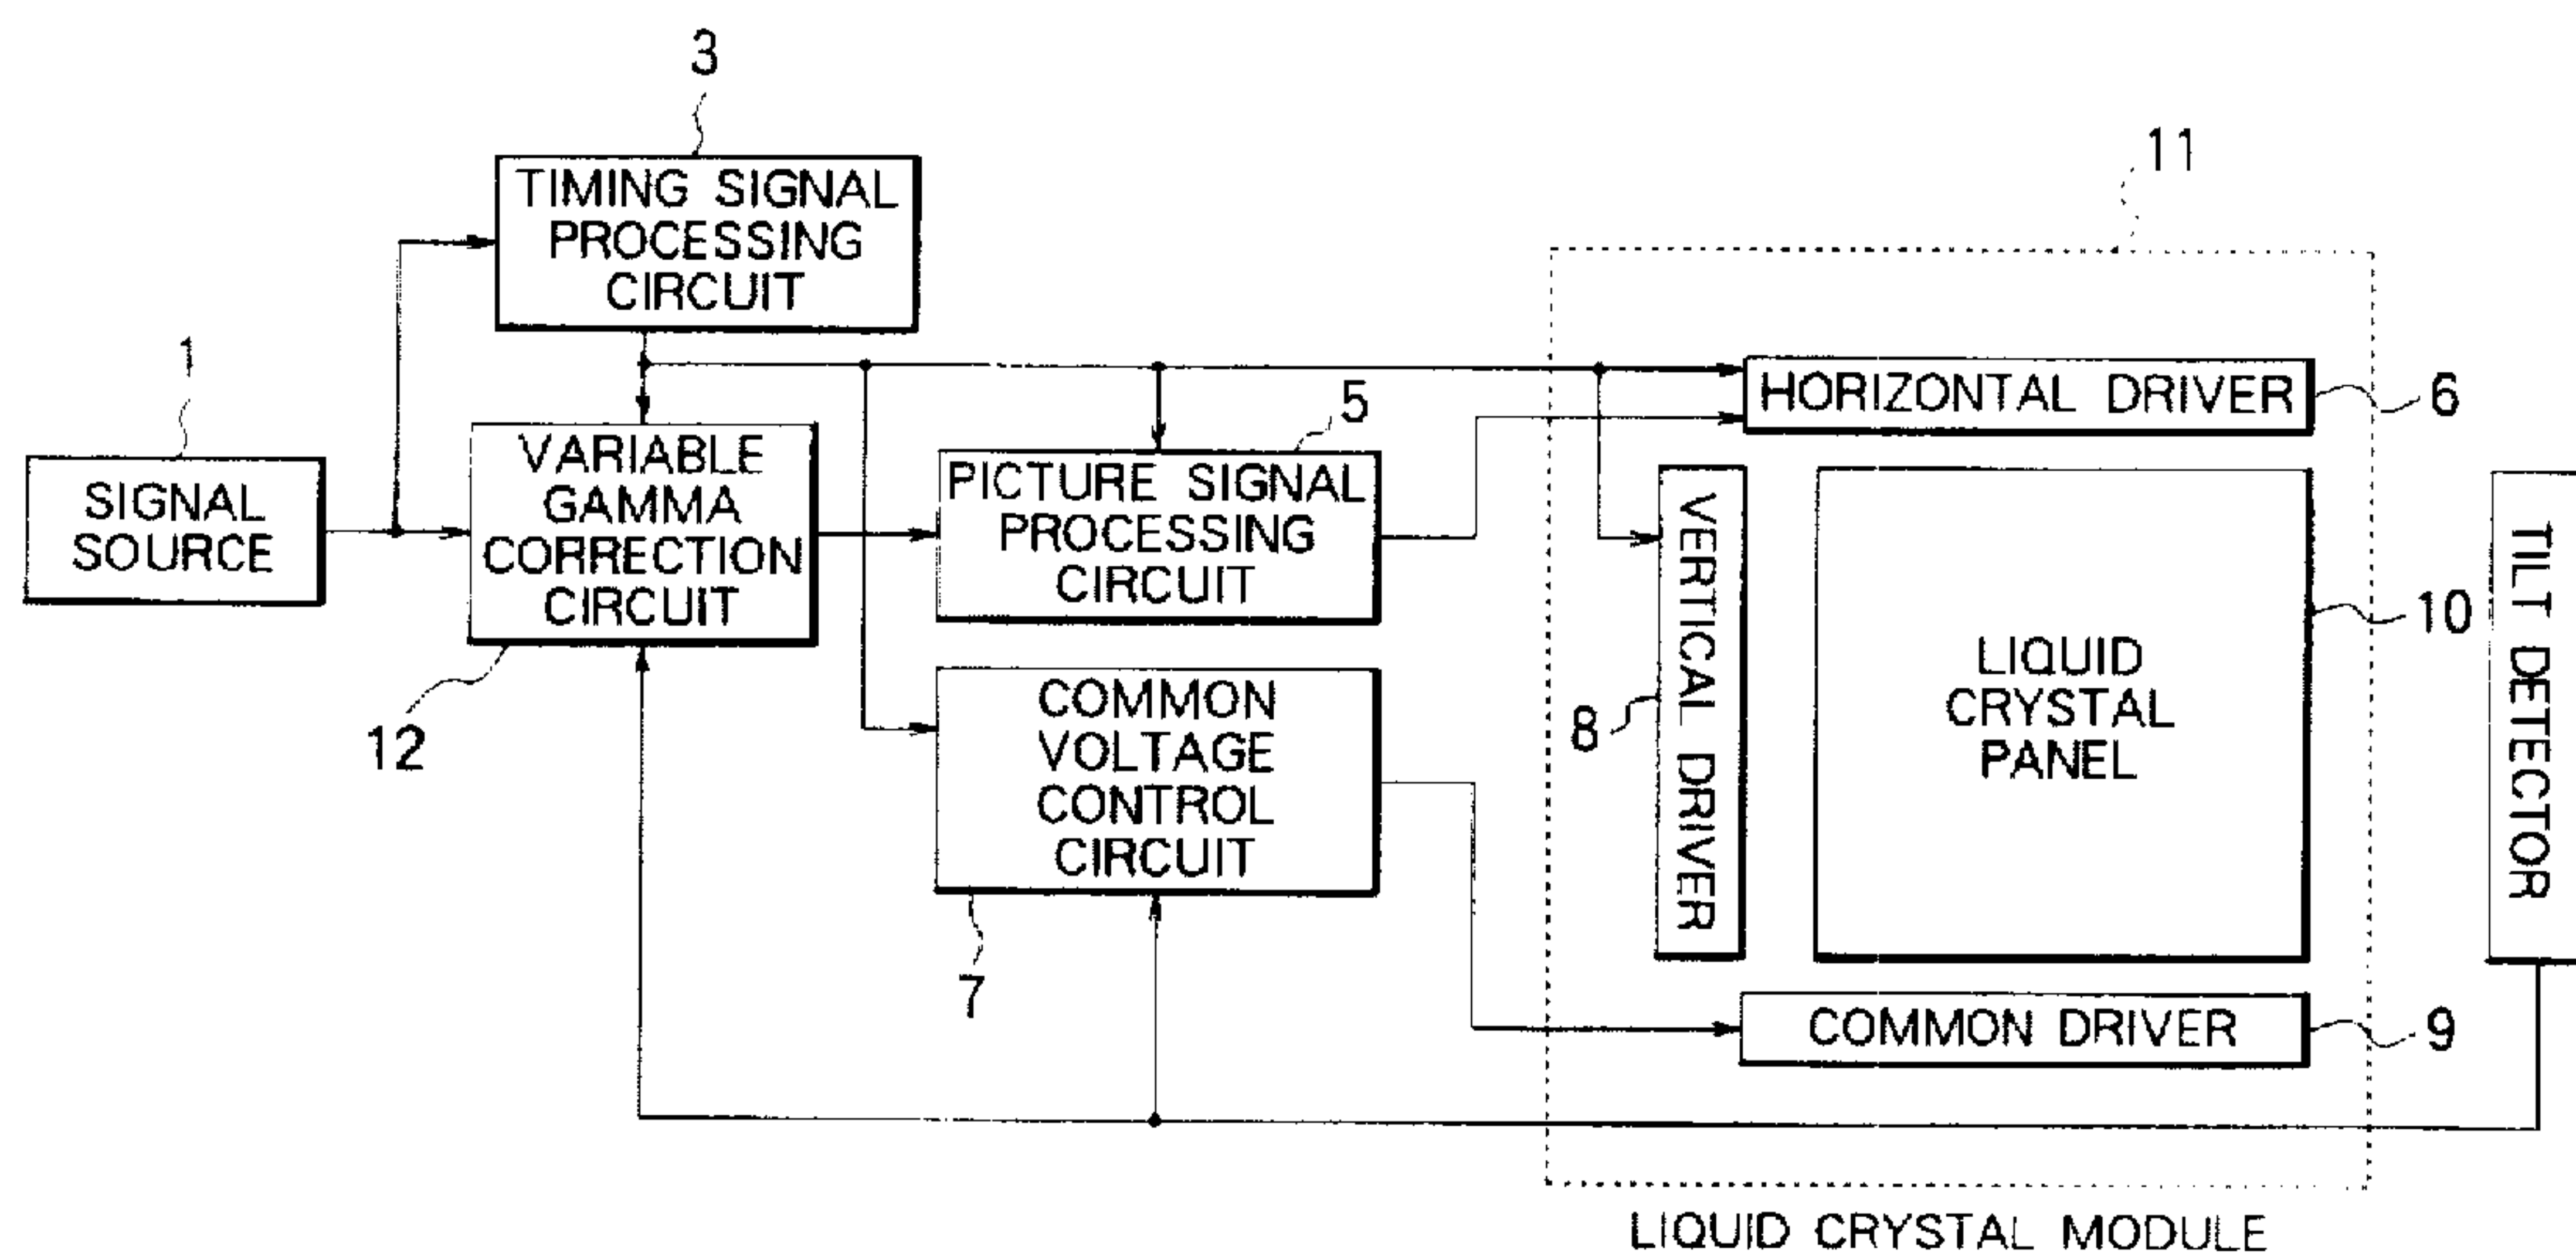 3
TIMING SIGNAL
PROCESSING
CIRCUIT
11
1
SIGNAL
SOURCE
VARIABLE
GAMMA
CORRECTION
CIRCUIT
12
5
PICTURE SIGNAL
PROCESSING
CIRCUIT
COMMON
VOLTAGE
CONTROL
CIRCUIT
7
HORIZONTAL DRIVER
6
VERTICAL DRIVER
8
LIQUID
CRYSTAL
PANEL
10
TILT DETECTOR
COMMON DRIVER
9
LIQUID CRYSTAL MODULE